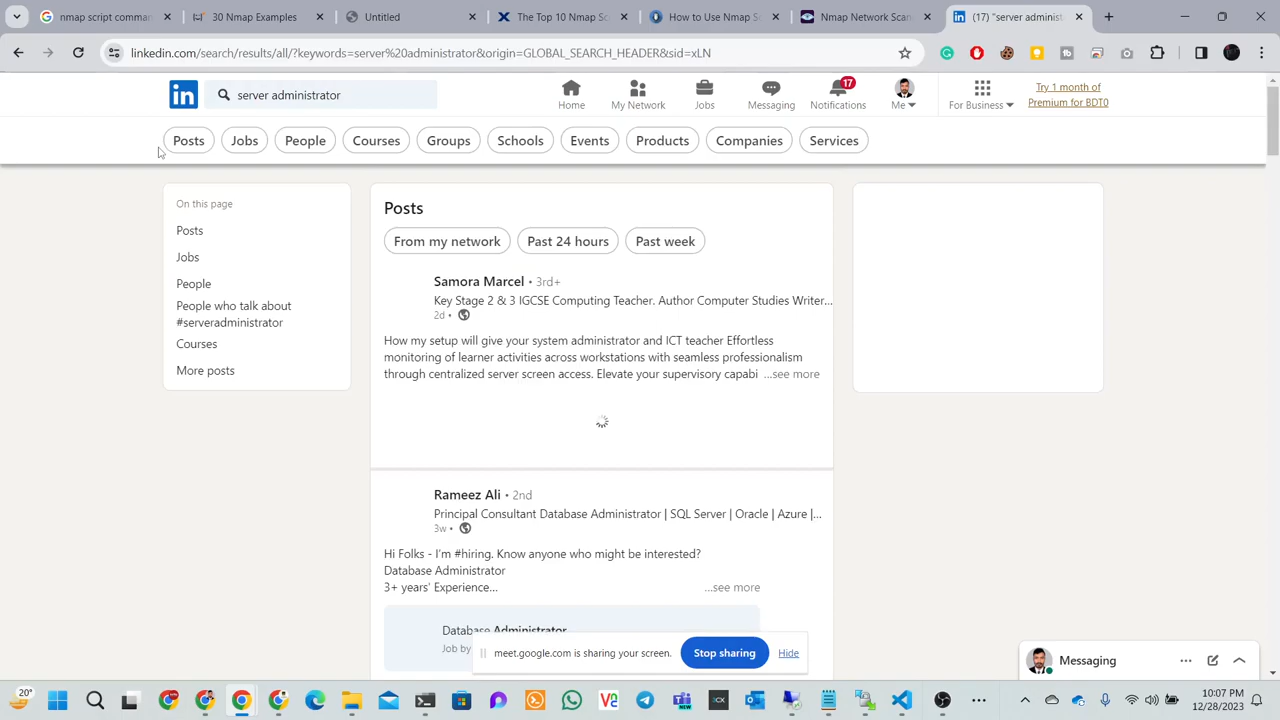 nmap script comma
30 Nmap Examples
Untitled
The Top 10 Nmap S
How to Use Nmap Sc
Nmap Network Scan
(17) "server admini
linkedin.com/search/results/all/?keywords=server%20administrator&origin=GLOBAL_SEARCH_HEADER&sid=xLN
in
server administrator
Home
My Network
Jobs
Messaging
17
Notifications
Me
For Business
Try 1 month of
Premium for BDT0
Posts
Jobs
People
Courses
Groups
Schools
Events
Products
Companies
Services
On this page
Posts
Jobs
People
People who talk about
#serveradministrator
Courses
More posts
Posts
From my network
Past 24 hours
Past week
Samora Marcel • 3rd+
Key Stage 2 & 3 IGCSE Computing Teacher. Author Computer Studies Writer...
2d •
How my setup will give your system administrator and ICT teacher Effortless
monitoring of learner activities across workstations with seamless professionalism
through centralized server screen access. Elevate your supervisory capabi ...see more
Rameez Ali • 2nd
Principal Consultant Database Administrator | SQL Server | Oracle | Azure |...
3w •
Hi Folks - I'm #hiring. Know anyone who might be interested?
Database Administrator
3+ years' Experience... ...see more
Database Administrator
Job by
meet.google.com is sharing your screen.
Stop sharing
Hide
Messaging
20°
10:07 PM
12/28/2023